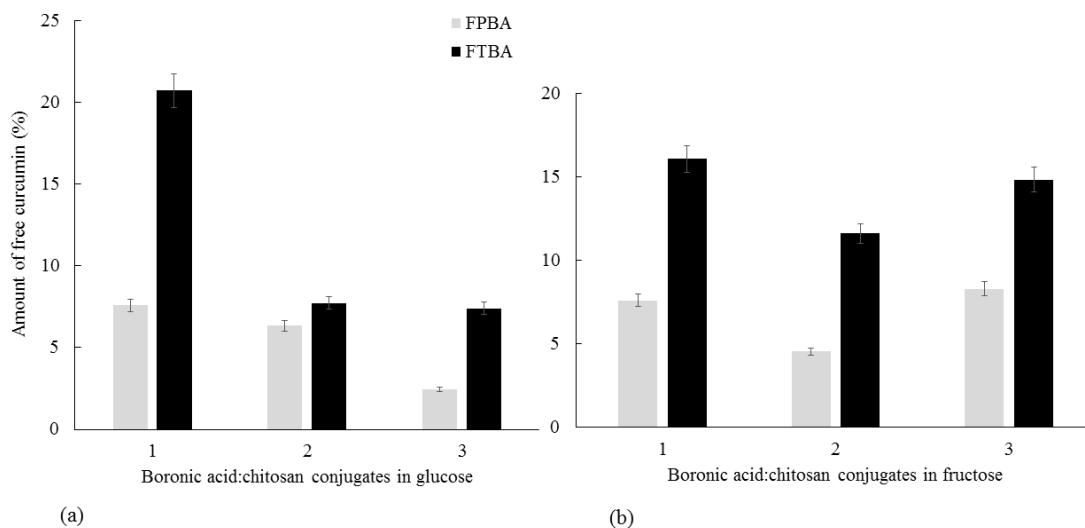 25
20
15
10
5
0
Amount of free curcumin (%)
FPBA
FTBA
1 2 3
Boronic acid:chitosan conjugates in glucose
(a)
20
15
10
5
0
1 2 3
Boronic acid:chitosan conjugates in fructose
(b)